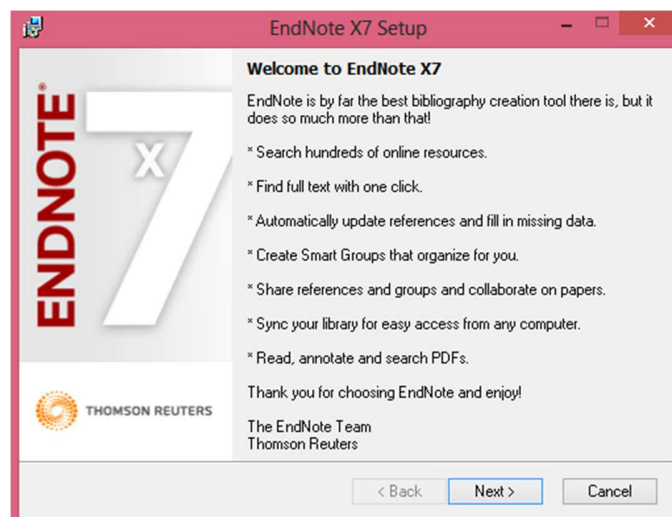 EndNote X7 Setup
Welcome to EndNote X7
EndNote is by far the best bibliography creation tool there is, but it
does so much more than that!
* Search hundreds of online resources.
* Find full text with one click.
* Automatically update references and fill in missing data.
* Create Smart Groups that organize for you.
* Share references and groups and collaborate on papers.
* Sync your library for easy access from any computer.
* Read, annotate and search PDFs.
Thank you for choosing EndNote and enjoy!
The EndNote Team
Thomson Reuters
ENDNOTE®
X7
THOMSON REUTERS
< Back
Next >
Cancel